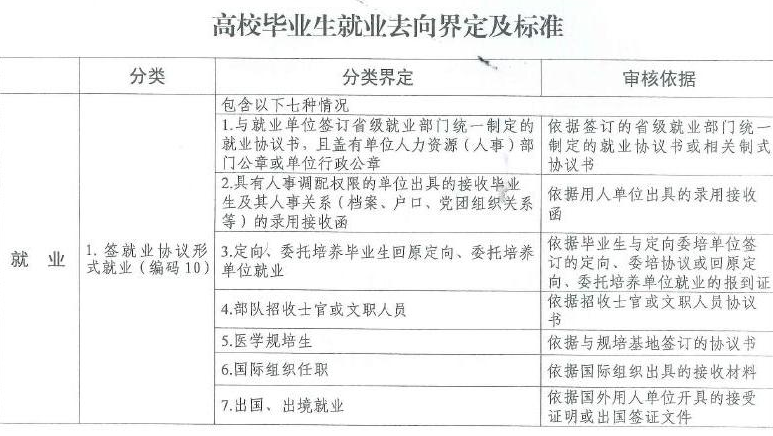 高校毕业生就业去向界定及标准
分类
分类界定
审核依据
包含以下七种情况
1.与就业单位签订省级就业部门统一制定的
就业协议书，且盖有单位人力资源（人事）部
门公章或单位行政公章
依据签订的省级就业部门统一
制定的就业协议书或相关制式
协议书
2.具有人事调配权限的单位出具的接收毕业
生及其人事关系（档案、户口、党团组织关系
等）的录用接收函
依据用人单位出具的录用接收
函
就 业
1. 签就业协议形
式就业（编码10）
3.定向、委托培养毕业生回原定向、委托培养
单位就业
依据毕业生与定向委培单位签
订的定向、委培协议或回原定
向、委托培养单位就业的报到证
4.部队招收士官或文职人员
依据招收士官或文职人员协议
书
5.医学规培生
依据与规培基地签订的协议书
6.国际组织任职
依据国际组织出具的接收材料
7.出国、出境就业
依据国外用人单位开具的接受
证明或出国签证文件